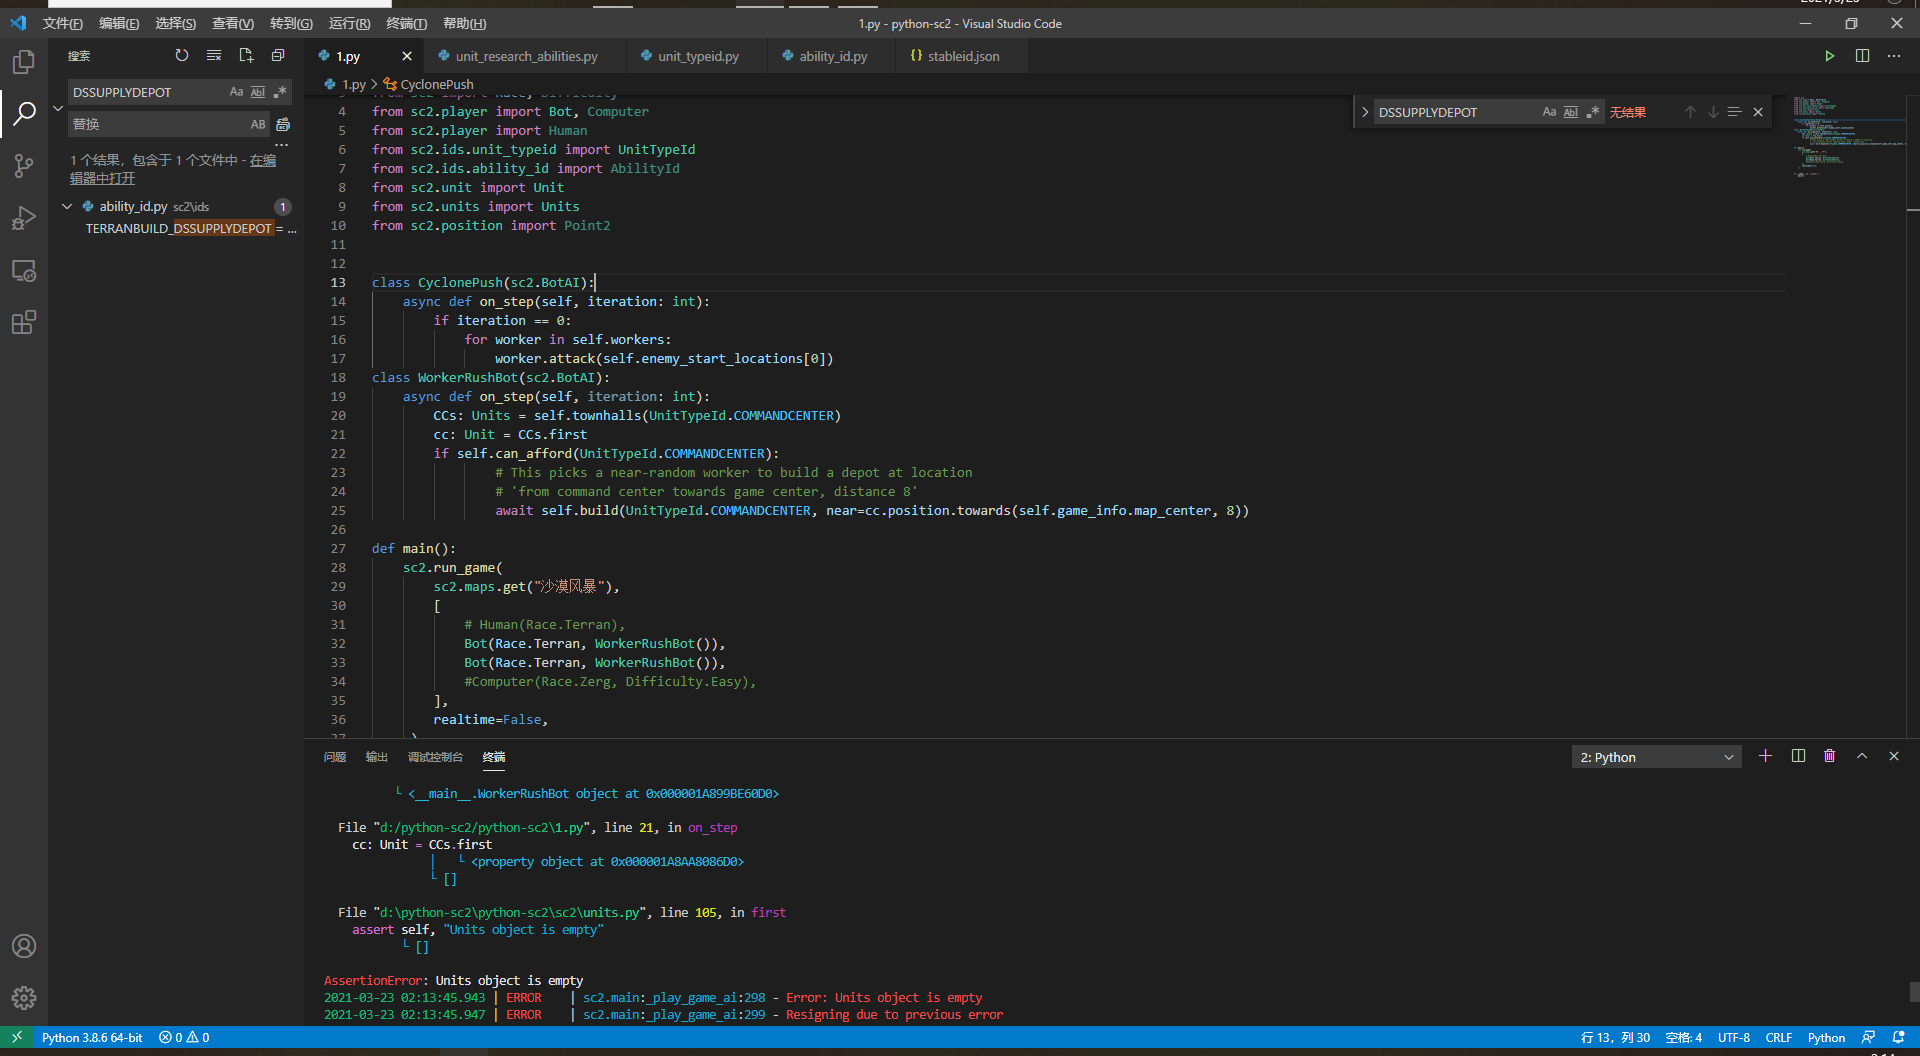 文件(F) 编辑(E) 选择(S) 查看(V) 转到(G) 运行(R) 终端(T) 帮助(H)
1.py - python-sc2 - Visual Studio Code
搜索
1.py
unit_research_abilities.py
unit_typeid.py
ability_id.py
{} stableid.json
DSSUPPLYDEPOT
Aa Abl .*
替换
AB
...
1 个结果，包含于 1 个文件中 - 在编
辑器中打开
ability_id.py sc2\ids 1
TERRANBUILD_DSSUPPLYDEPOT = ...
1.py > CyclonePush
DSSUPPLYDEPOT Aa Abl .* 无结果
4 from sc2.player import Bot, Computer
5 from sc2.player import Human
6 from sc2.ids.unit_typeid import UnitTypeId
7 from sc2.ids.ability_id import AbilityId
8 from sc2.unit import Unit
9 from sc2.units import Units
10 from sc2.position import Point2
11
12
13 class CyclonePush(sc2.BotAI):
14 async def on_step(self, iteration: int):
15 if iteration == 0:
16 for worker in self.workers:
17 worker.attack(self.enemy_start_locations[0])
18 class WorkerRushBot(sc2.BotAI):
19 async def on_step(self, iteration: int):
20 CCs: Units = self.townhalls(UnitTypeId.COMMANDCENTER)
21 cc: Unit = CCs.first
22 if self.can_afford(UnitTypeId.COMMANDCENTER):
23 # This picks a near-random worker to build a depot at location
24 # 'from command center towards game center, distance 8'
25 await self.build(UnitTypeId.COMMANDCENTER, near=cc.position.towards(self.game_info.map_center, 8))
26
27 def main():
28 sc2.run_game(
29 sc2.maps.get("沙漠风暴"),
30 [
31 # Human(Race.Terran),
32 Bot(Race.Terran, WorkerRushBot()),
33 Bot(Race.Terran, WorkerRushBot()),
34 #Computer(Race.Zerg, Difficulty.Easy),
35 ],
36 realtime=False,
37 )
问题 输出 调试控制台 终端
2: Python
└ <__main__.WorkerRushBot object at 0x000001A899BE60D0>
File "d:/python-sc2/python-sc2\1.py", line 21, in on_step
cc: Unit = CCs.first
│ └ <property object at 0x000001A8AA8086D0>
└ []
File "d:\python-sc2\python-sc2\sc2\units.py", line 105, in first
assert self, "Units object is empty"
└ []
AssertionError: Units object is empty
2021-03-23 02:13:45.943 | ERROR | sc2.main:_play_game_ai:298 - Error: Units object is empty
2021-03-23 02:13:45.947 | ERROR | sc2.main:_play_game_ai:299 - Resigning due to previous error
Python 3.8.6 64-bit 0 0
行 13，列 30 空格: 4 UTF-8 CRLF Python